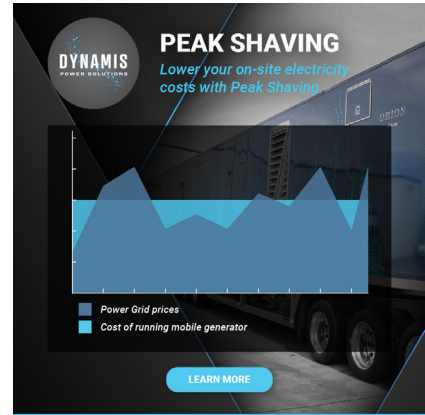 DYNAMIS
POWER SOLUTIONS
PEAK SHAVING
Lower your on-site electricity
costs with Peak Shaving
ORION
Power Grid prices
Cost of running mobile generator
LEARN MORE